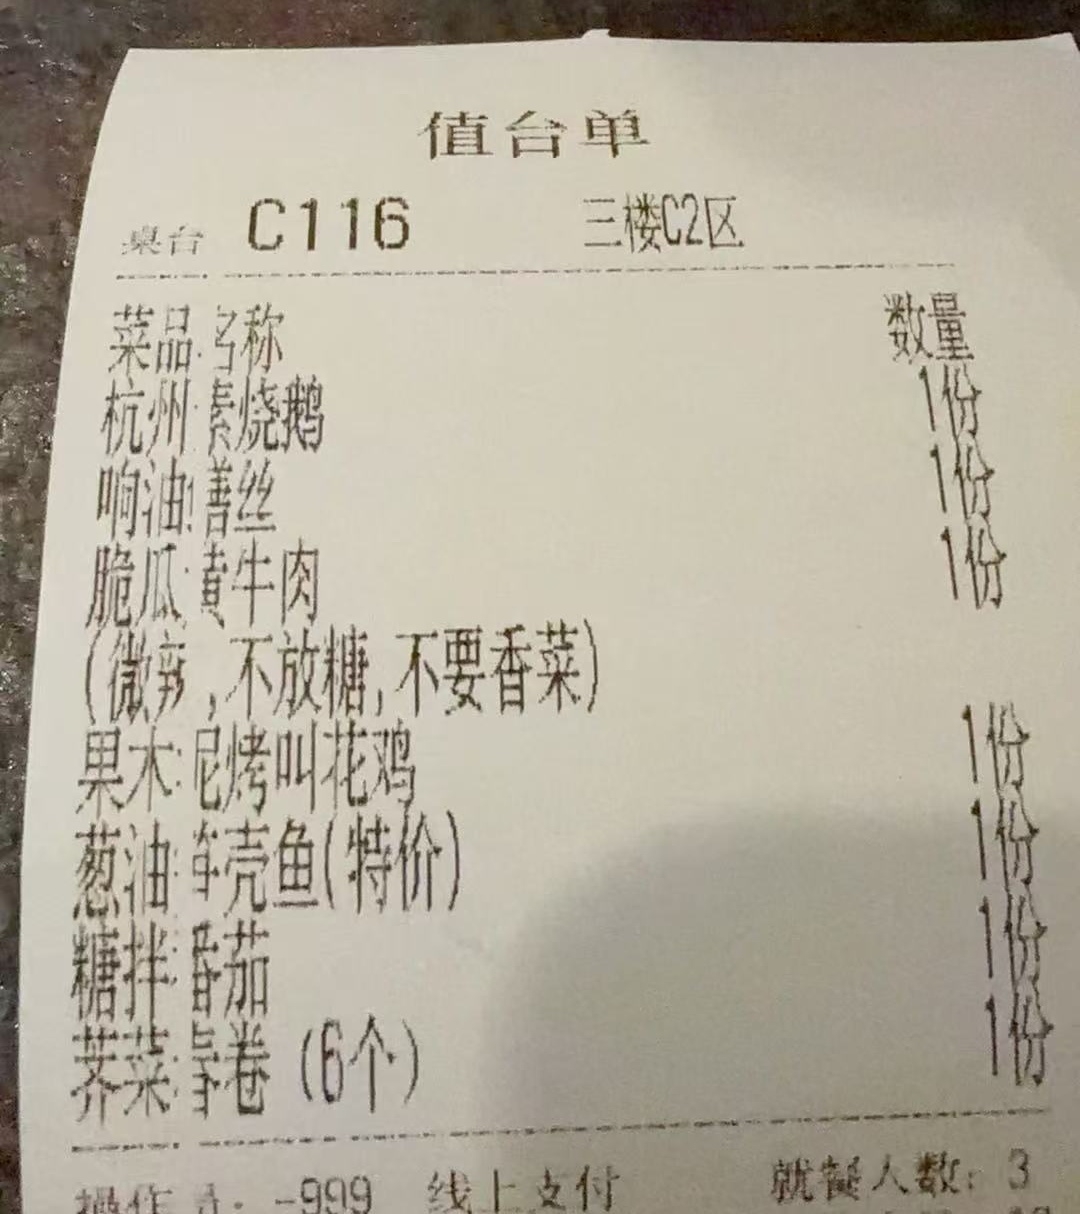 值台单
桌台 C116 三楼C2区
菜品名称 数量
杭州素烧鹅 1份
响油鳝丝 1份
脆瓜黄牛肉 1份
(微辣,不放糖,不要香菜)
果木泥烤叫花鸡 1份
葱油笋壳鱼(特价) 1份
糖拌番茄 1份
荠菜春卷 (6个) 1份
操作员: -999 线上支付 就餐人数: 3